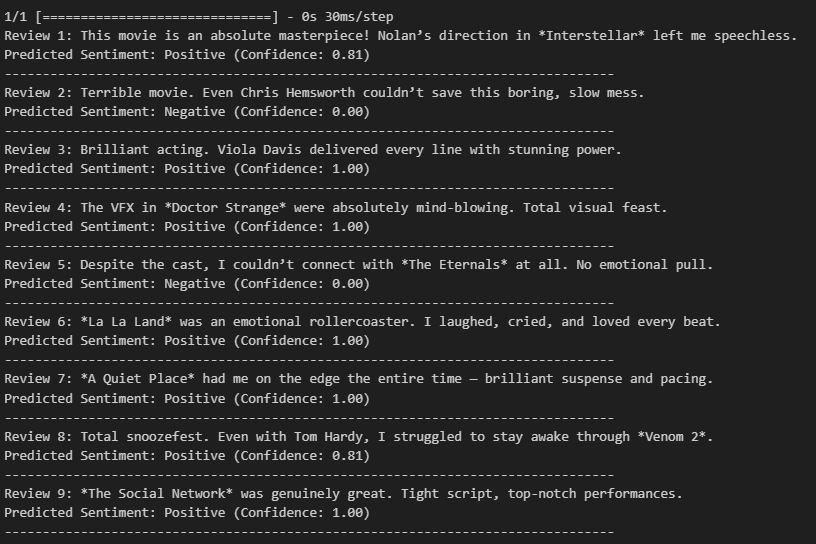 1/1 [==============================] - 0s 30ms/step
Review 1: This movie is an absolute masterpiece! Nolan’s direction in *Interstellar* left me speechless.
Predicted Sentiment: Positive (Confidence: 0.81)
--------------------------------------------------------------------------------
Review 2: Terrible movie. Even Chris Hemsworth couldn’t save this boring, slow mess.
Predicted Sentiment: Negative (Confidence: 0.00)
--------------------------------------------------------------------------------
Review 3: Brilliant acting. Viola Davis delivered every line with stunning power.
Predicted Sentiment: Positive (Confidence: 1.00)
--------------------------------------------------------------------------------
Review 4: The VFX in *Doctor Strange* were absolutely mind-blowing. Total visual feast.
Predicted Sentiment: Positive (Confidence: 1.00)
--------------------------------------------------------------------------------
Review 5: Despite the cast, I couldn’t connect with *The Eternals* at all. No emotional pull.
Predicted Sentiment: Negative (Confidence: 0.00)
--------------------------------------------------------------------------------
Review 6: *La La Land* was an emotional rollercoaster. I laughed, cried, and loved every beat.
Predicted Sentiment: Positive (Confidence: 1.00)
--------------------------------------------------------------------------------
Review 7: *A Quiet Place* had me on the edge the entire time — brilliant suspense and pacing.
Predicted Sentiment: Positive (Confidence: 1.00)
--------------------------------------------------------------------------------
Review 8: Total snoozefest. Even with Tom Hardy, I struggled to stay awake through *Venom 2*.
Predicted Sentiment: Positive (Confidence: 0.81)
--------------------------------------------------------------------------------
Review 9: *The Social Network* was genuinely great. Tight script, top-notch performances.
Predicted Sentiment: Positive (Confidence: 1.00)
--------------------------------------------------------------------------------